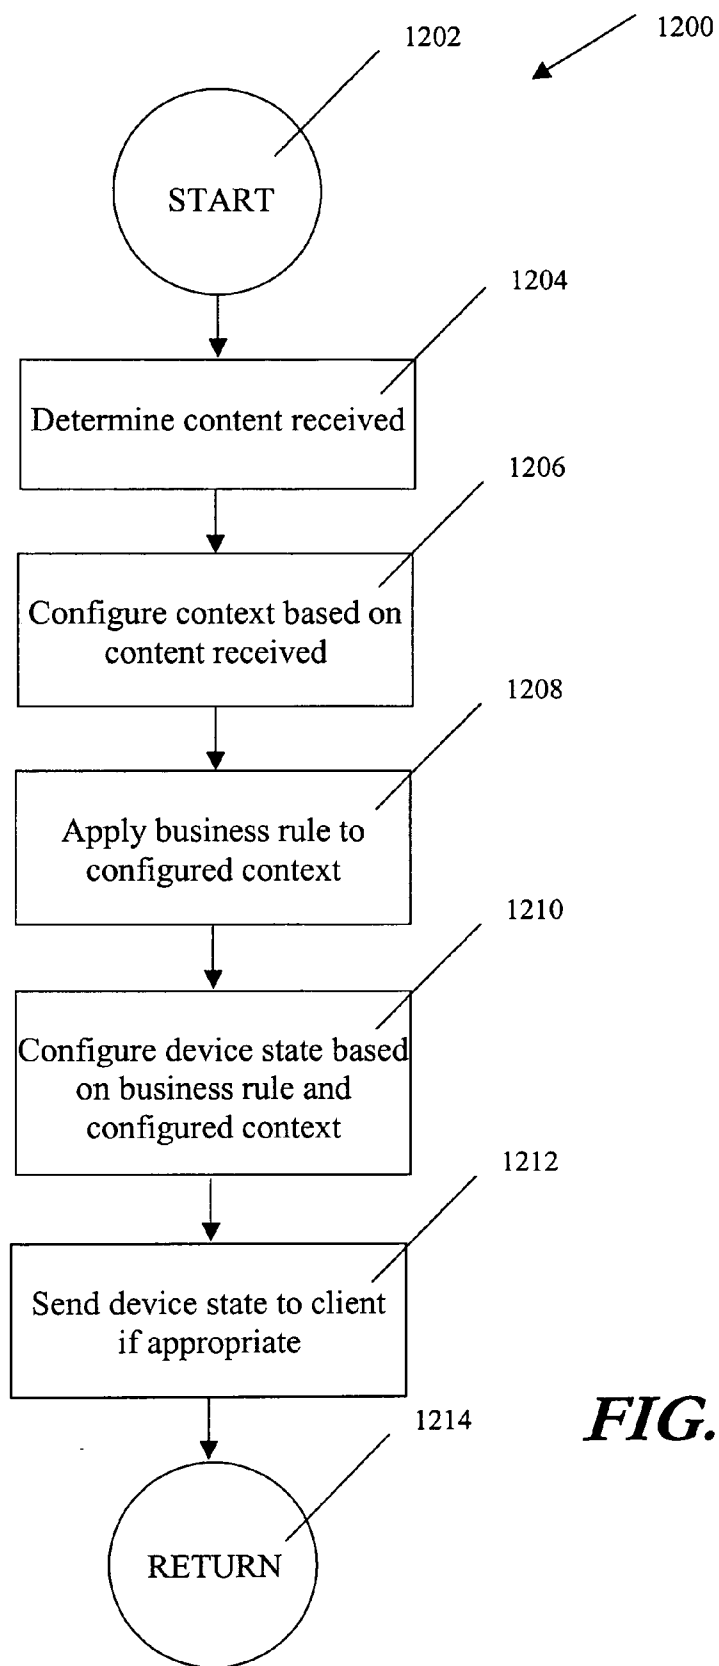 1202
1200
START
1204
Determine content received
1206
Configure context based on
content received
1208
Apply business rule to
configured context
1210
Configure device state based
on business rule and
configured context
1212
Send device state to client
if appropriate
1214
FIG.
RETURN